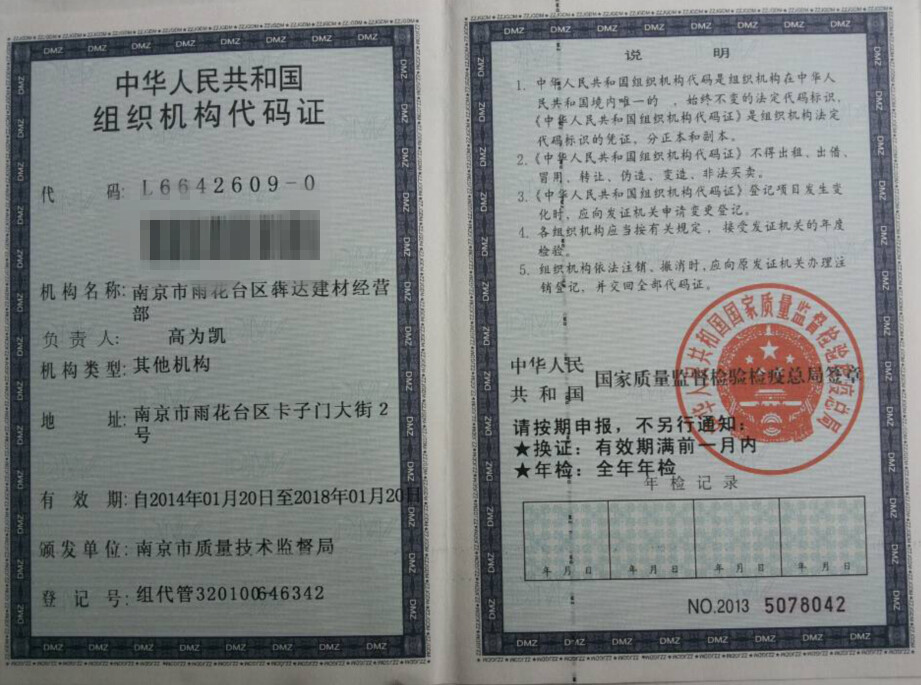 中华人民共和国
组织机构代码证
代 码: L6642609-0
机构名称: 南京市雨花台区犇达建材经营
部
负责人: 高为凯
机构类型: 其他机构
地 址: 南京市雨花台区卡子门大街2
号
有 效 期: 自2014年01月20日至2018年01月20日
颁发单位: 南京市质量技术监督局
登 记 号: 组代管320100-646342
说 明
1. 中华人民共和国组织机构代码是组织机构在中华人
民共和国境内唯一的、始终不变的法定代码标识,
《中华人民共和国组织机构代码证》是组织机构法定
代码标识的凭证,分正本和副本。
2.《中华人民共和国组织机构代码证》不得出租、出借、
冒用、转让、伪造、变造、非法买卖。
3.《中华人民共和国组织机构代码证》登记项目发生变
化时,应向发证机关申请变更登记。
4. 各组织机构应当按有关规定,接受发证机关的年度
检验。
5. 组织机构依法注销、撤消时,应向原发证机关办理注
销登记,并交回全部代码证。
中华人民
共和国 国家质量监督检验检疫总局签章
中华人民共和国国家质量监督检验检疫总局
请按期申报,不另行通知:
★换证: 有效期满前一月内
★年检: 全年年检
年检记录
年 月 日 年 月 日 年 月 日 年 月 日
NO.2013 5078042